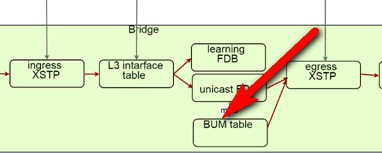 Bridge
learning
FDB
ingress
XSTP
L3 intarface
table
unicast
egress
XSTP
BUM table